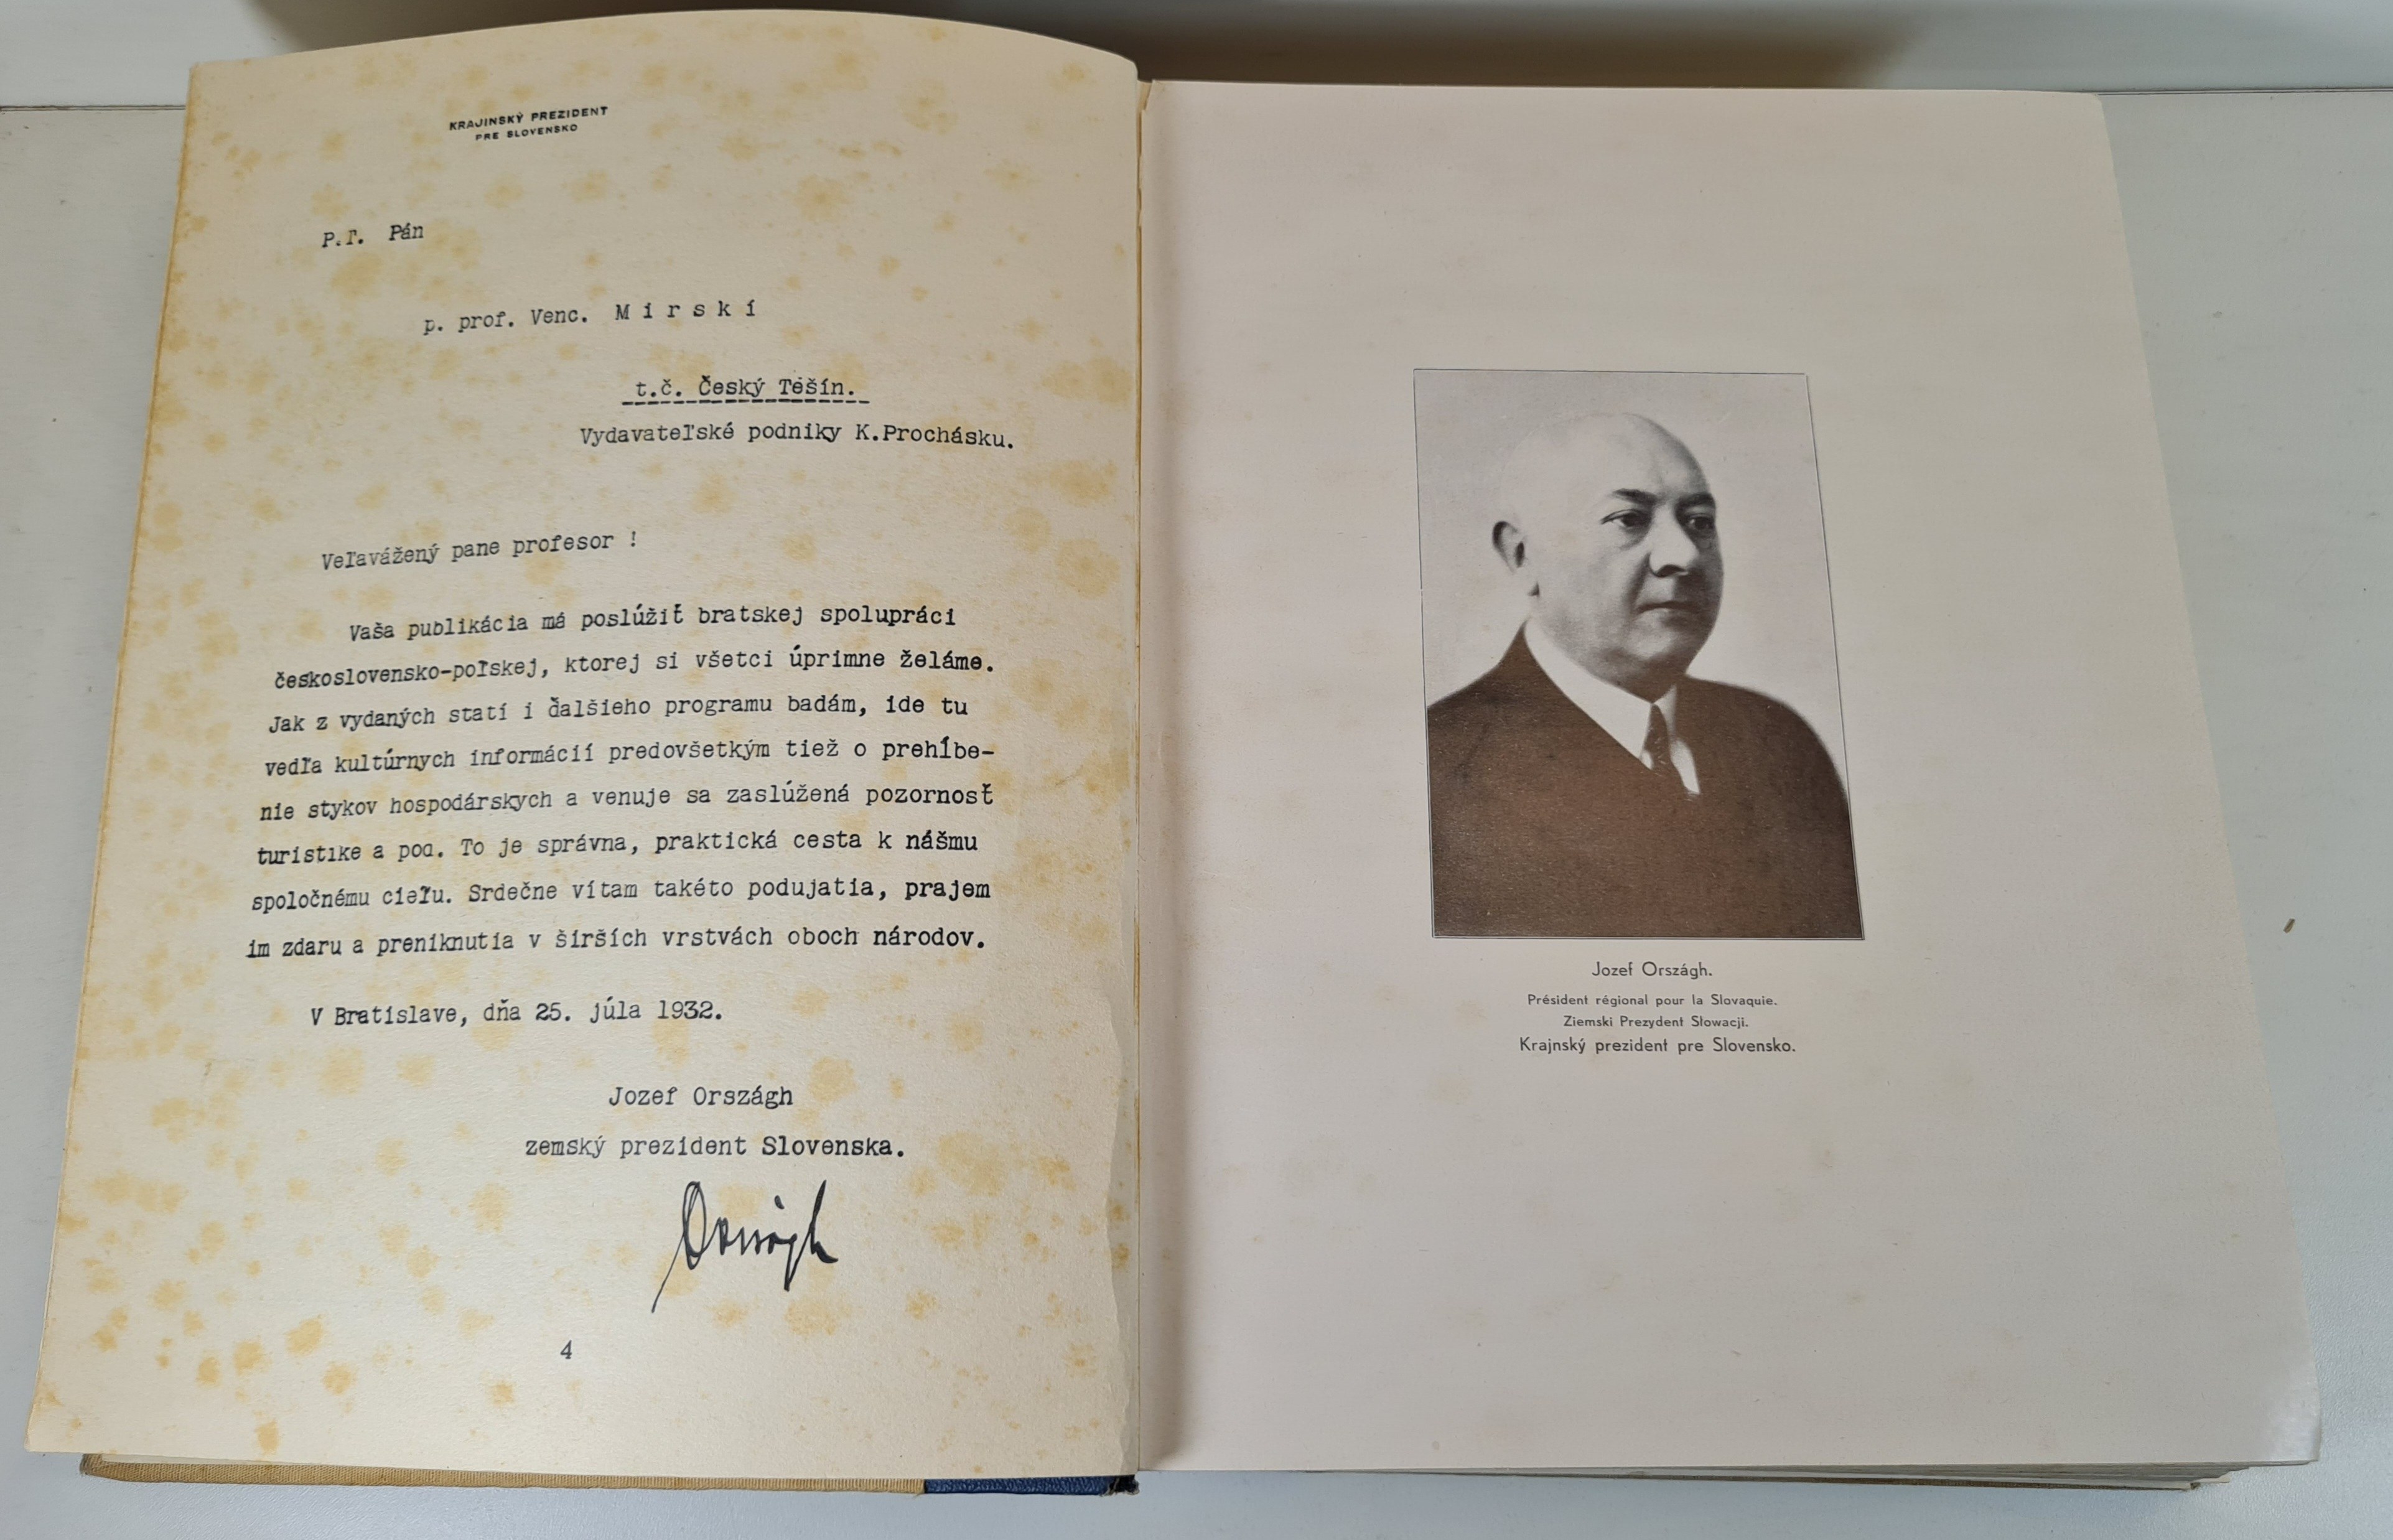 KRAJINSKÝ PREZIDENT
PRE SLOVENSKO
P.T. Pán
p. prof. Venc. Mirskí
t.č. Český Těšín.
Vydavateľské podniky K.Prochásku.
Veľavážený pane profesor !
Vaša publikácia má poslúžiť bratskej spolupráci
československo-poľskej, ktorej si všetci úprimne želáme.
Jak z vydaných statí i ďalšieho programu badám, ide tu
vedľa kultúrnych informácií predovšetkým tiež o prehĺbe-
nie stykov hospodárskych a venuje sa zaslúžená pozornosť
turistike a pod. To je správna, praktická cesta k nášmu
spoločnému cieľu. Srdečne vítam takéto podujatia, prajem
im zdaru a preniknutia v šírších vrstvách oboch národov.
V Bratislave, dňa 25. júla 1932.
Jozef Országh
zemský prezident Slovenska.
Országh
4
Jozef Országh.
Président régional pour la Slovaquie.
Ziemski Prezydent Słowacji.
Krajnský prezident pre Slovensko.